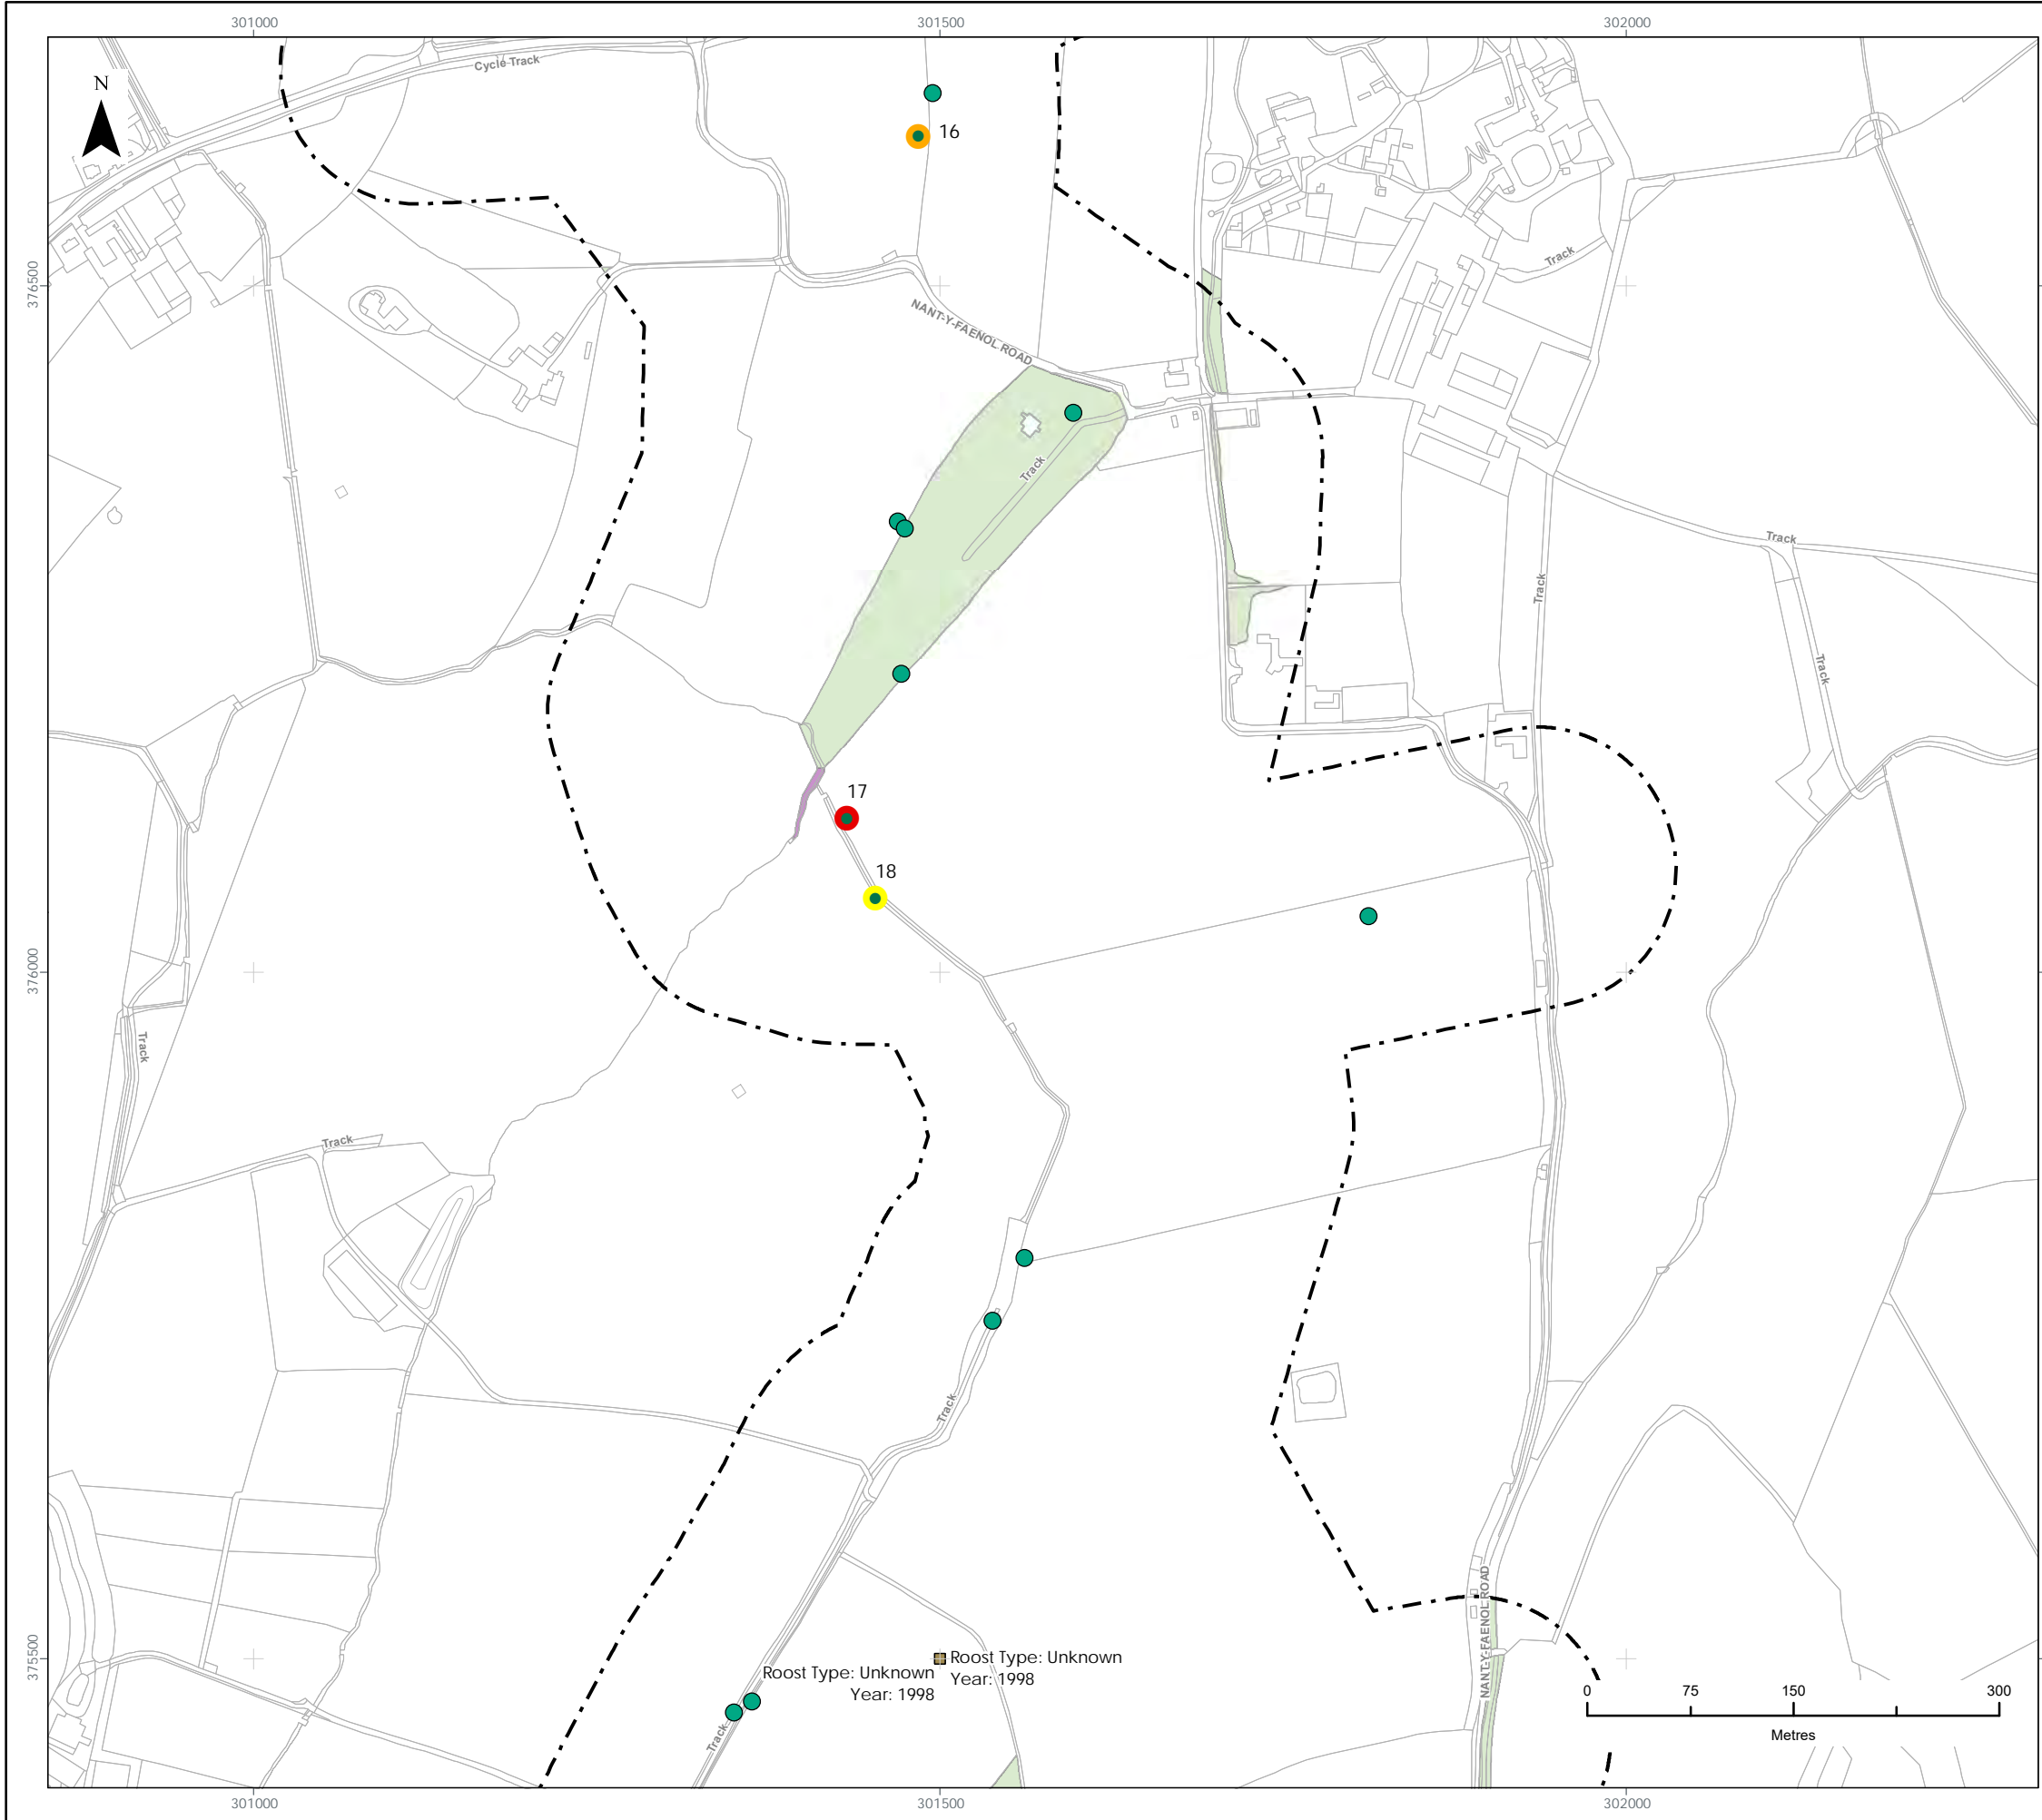 301000
301500
302000
N
Cycle Track
16
376500
Track
NANT-Y-FAENOL ROAD
Track
Track
Track
Track
17
18
376000
Track
Track
Track
NANT-Y-FAENOL ROAD
375500
Roost Type: Unknown
Year: 1998
Roost Type: Unknown
Year: 1998
Track
0 75 150 300
Metres
301000
301500
302000